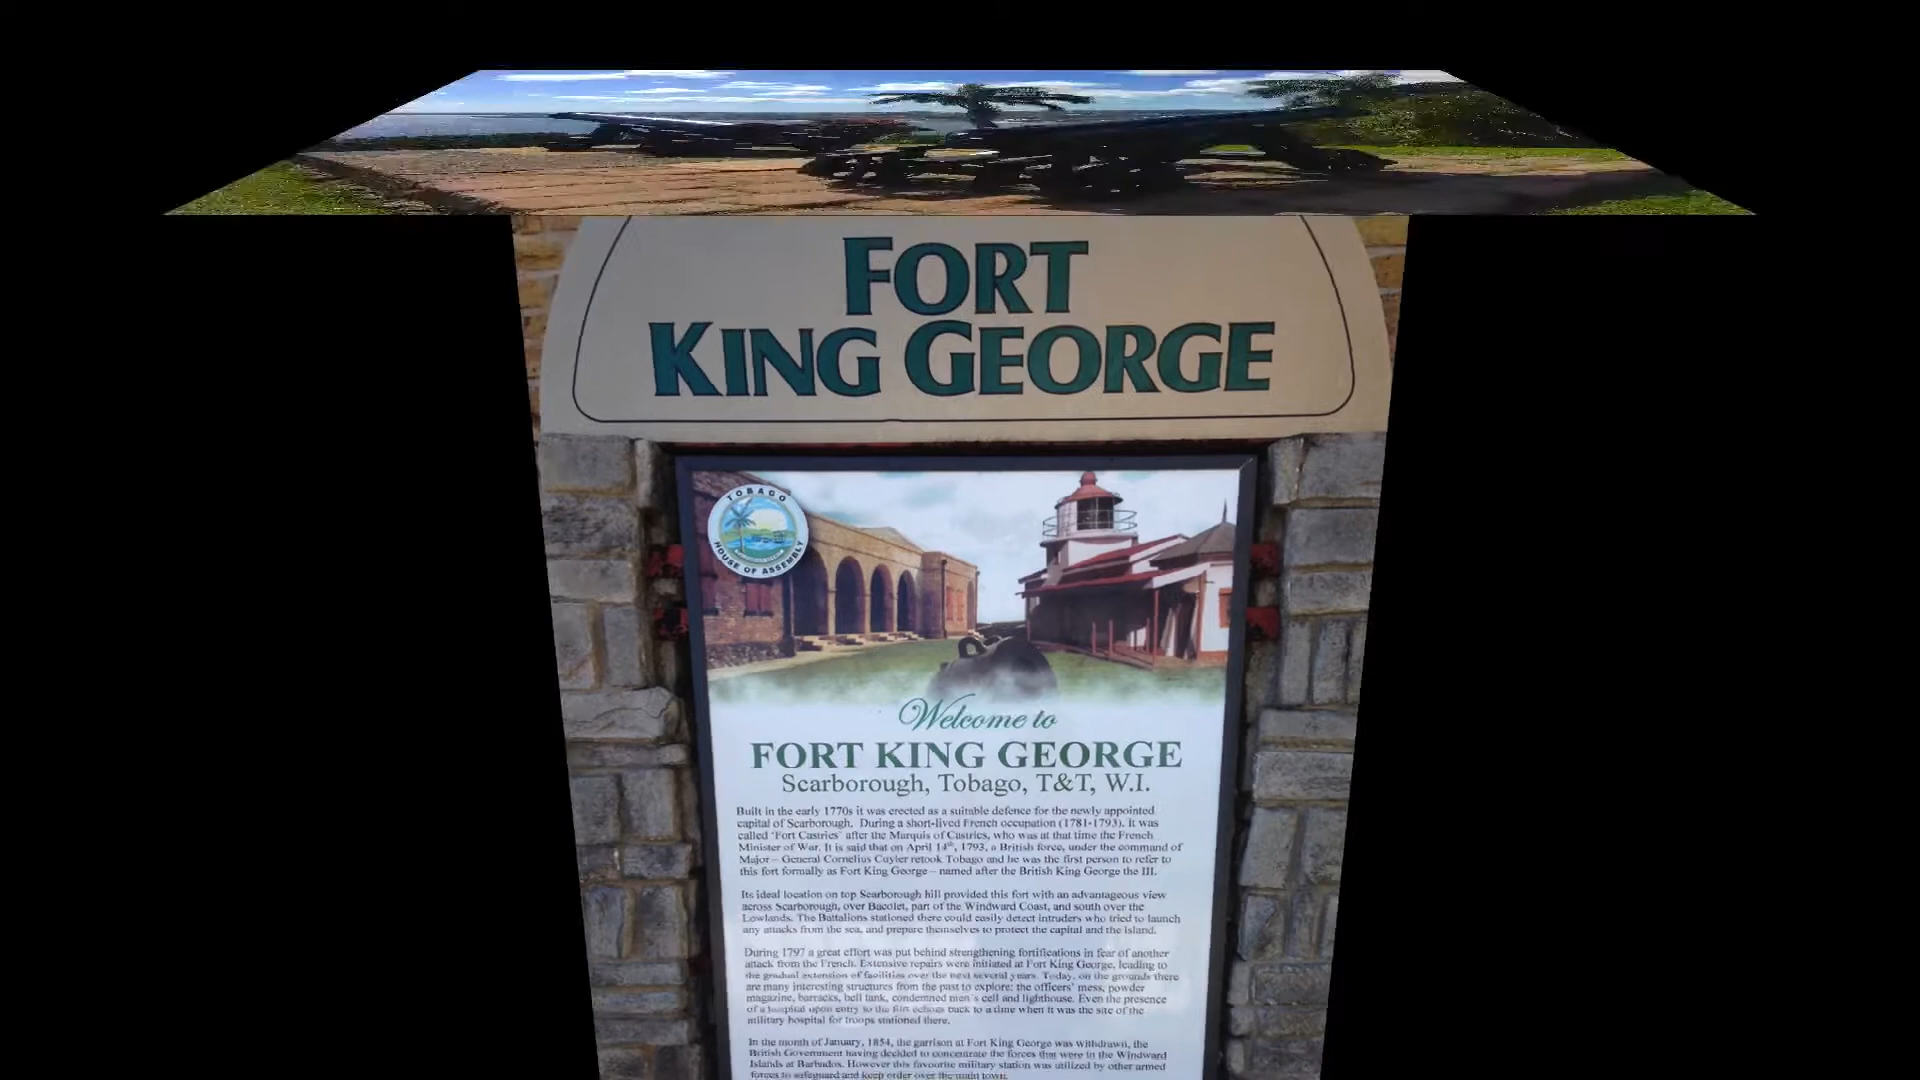 FORT
KING GEORGE
TOBAGO
HOUSE OF ASSEMBLY
Welcome to
FORT KING GEORGE
Scarborough, Tobago, T&T, W.I.
Built in the early 1770s it was erected as a suitable defence for the newly appointed
capital of Scarborough. During a short-lived French occupation (1781-1793), it was
called 'Fort Castries' after the Marquis of Castries, who was at that time the French
Minister of War. It is said that on April 14th, 1793, a British force, under the command of
Major – General Cornelius Cuyler retook Tobago and he was the first person to refer to
this fort formally as Fort King George – named after the British King George the III.
Its ideal location on top Scarborough hill provided this fort with an advantageous view
across Scarborough, over Bacolet, part of the Windward Coast, and south over the
Lowlands. The Battalions stationed there could easily detect intruders who tried to launch
any attacks from the sea, and prepare themselves to protect the capital and the island.
During 1797 a great effort was put behind strengthening fortifications in fear of another
attack from the French. Extensive repairs were initiated at Fort King George, leading to
the gradual extension of facilities over the next several years. Today, on the grounds there
are many interesting structures from the past to explore: the officers' mess, powder
magazine, barracks, bell tank, condemned men's cell and lighthouse. Even the presence
of a hospital upon entry to the fort echoes back to a time when it was the site of the
military hospital for troops stationed there.
In the month of January, 1854, the garrison at Fort King George was withdrawn, the
British Government having decided to concentrate the forces that were in the Windward
Islands at Barbados. However this favourite military station was utilized by other armed
forces to safeguard and keep order over the main town.